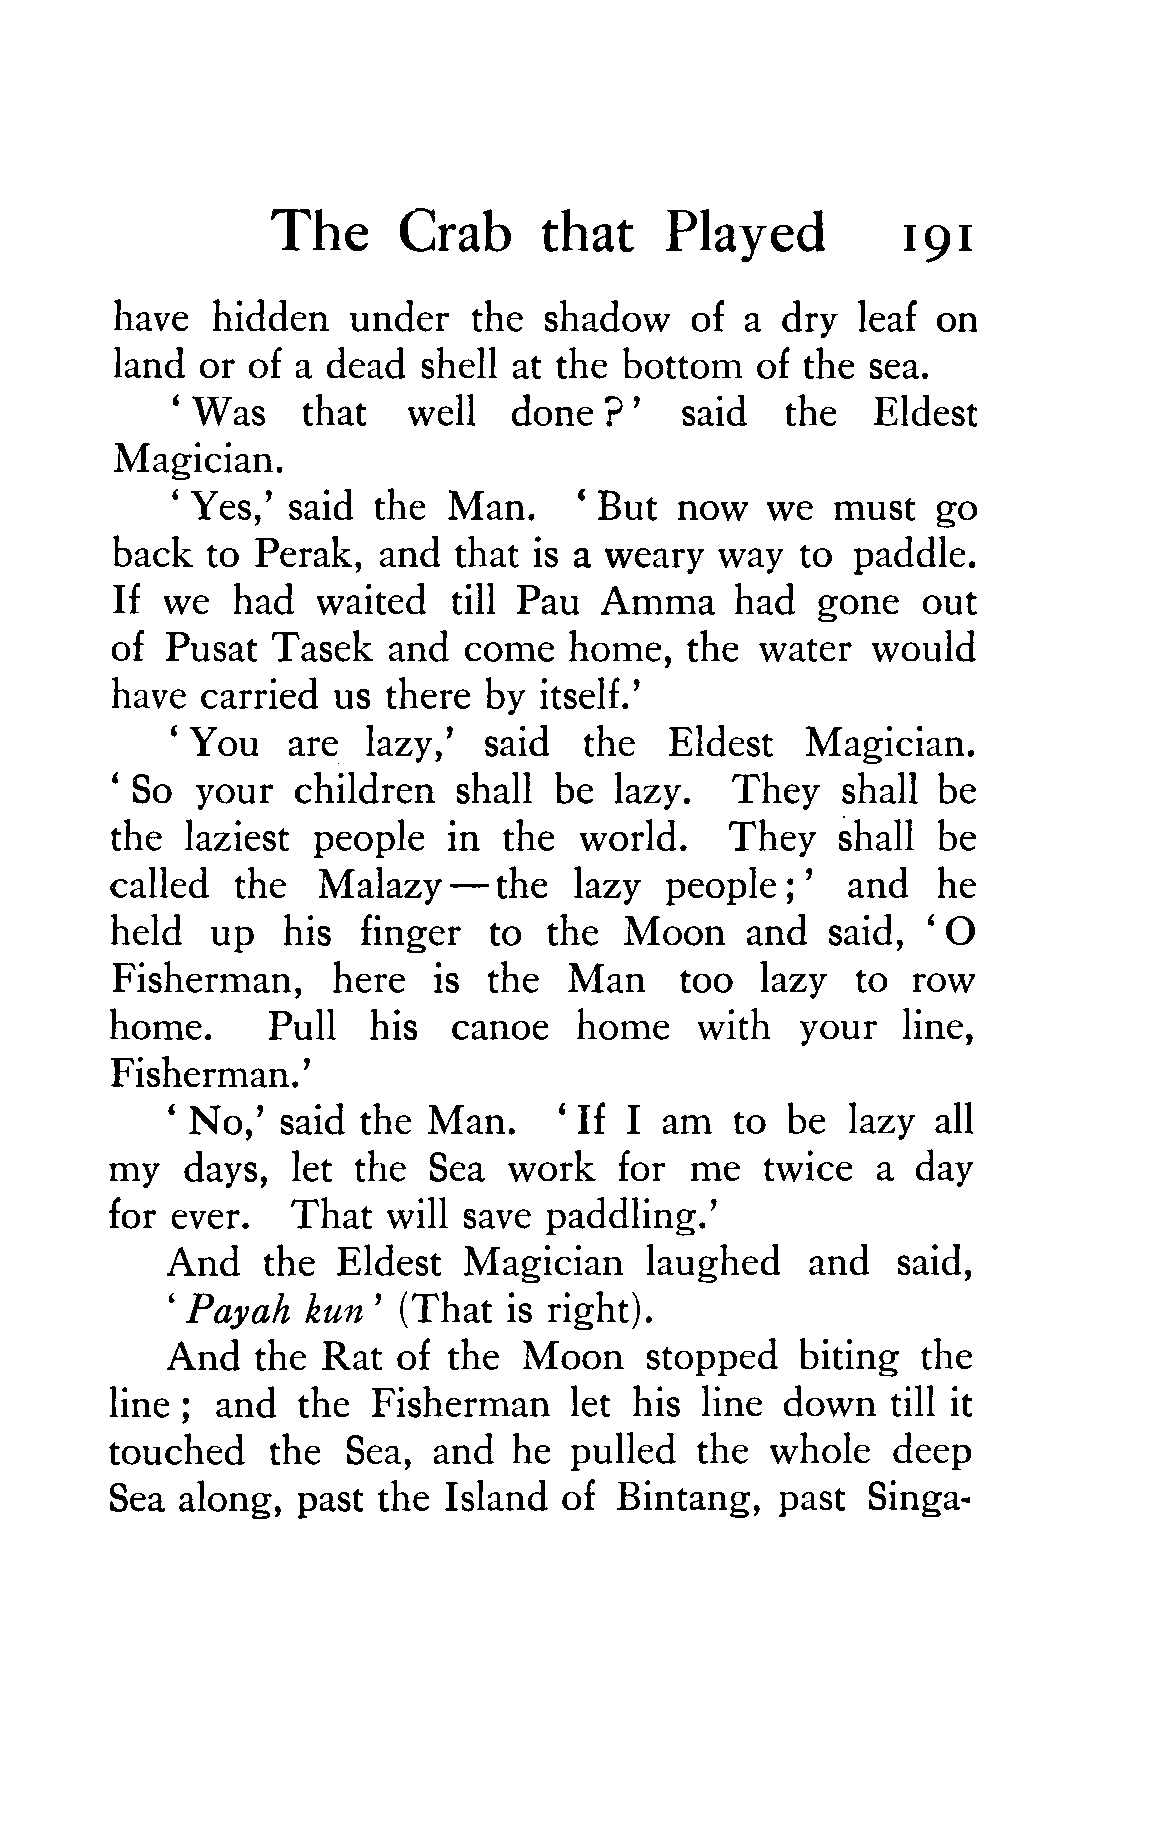 The Crab that Played 191
have hidden under the shadow of a dry leaf on
land or of a dead shell at the bottom of the sea.
‘ Was that well done ? ’ said the Eldest
Magician.
‘ Yes,’ said the Man. ‘ But now we must go
back to Perak, and that is a weary way to paddle.
If we had waited till Pau Amma had gone out
of Pusat Tasek and come home, the water would
have carried us there by itself.’
‘ You are lazy,’ said the Eldest Magician.
‘ So your children shall be lazy. They shall be
the laziest people in the world. They shall be
called the Malazy—the lazy people ; ’ and he
held up his finger to the Moon and said, ‘ O
Fisherman, here is the Man too lazy to row
home. Pull his canoe home with your line,
Fisherman.’
‘ No,’ said the Man. ‘ If I am to be lazy all
my days, let the Sea work for me twice a day
for ever. That will save paddling.’
And the Eldest Magician laughed and said,
‘ Payah kun ’ (That is right).
And the Rat of the Moon stopped biting the
line ; and the Fisherman let his line down till it
touched the Sea, and he pulled the whole deep
Sea along, past the Island of Bintang, past Singa-